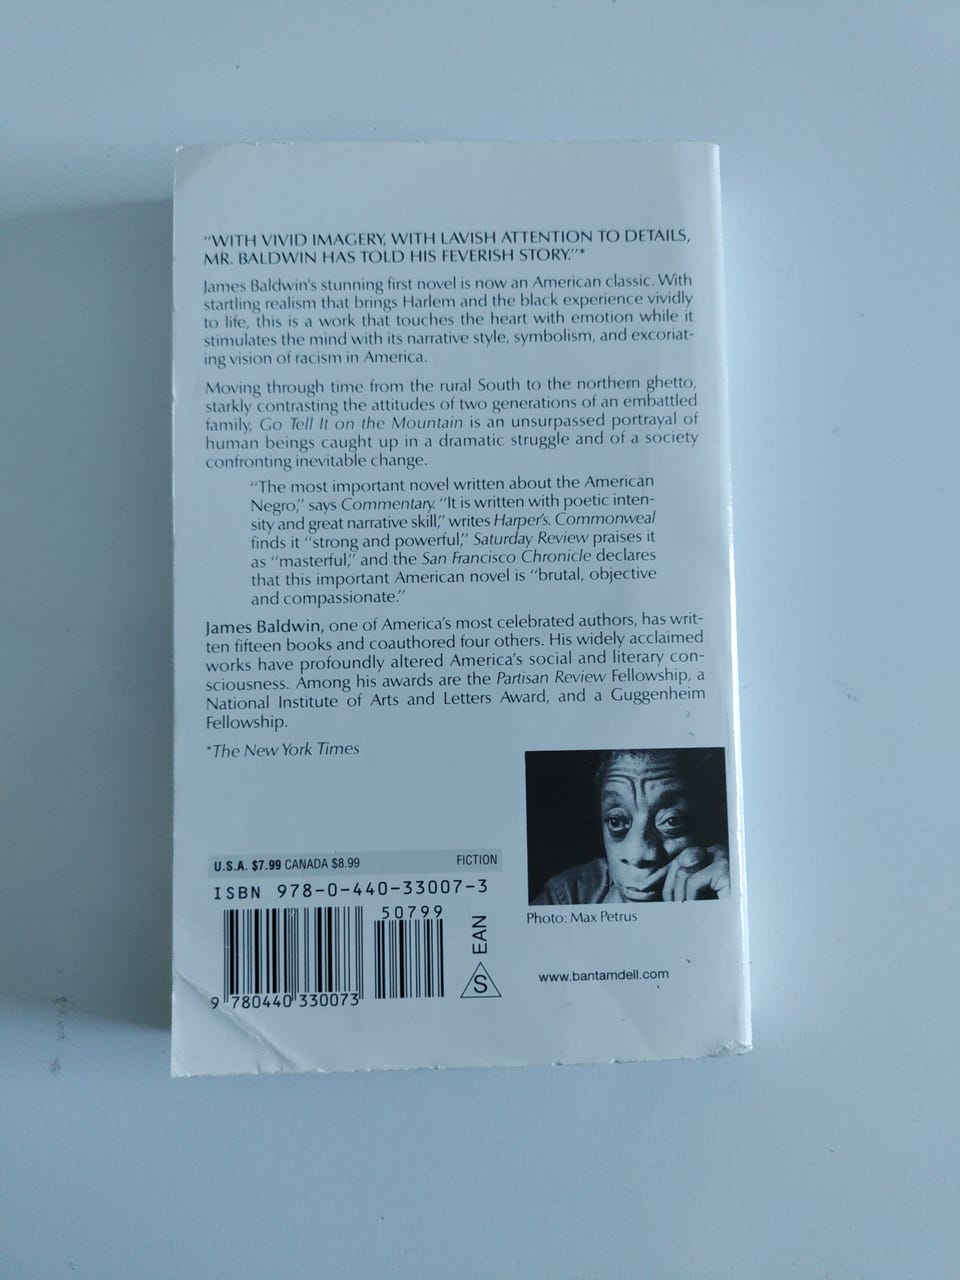 "WITH VIVID IMAGERY, WITH LAVISH ATTENTION TO DETAILS,
MR. BALDWIN HAS TOLD HIS FEVERISH STORY."*
James Baldwin's stunning first novel is now an American classic. With
startling realism that brings Harlem and the black experience vividly
to life, this is a work that touches the heart with emotion while it
stimulates the mind with its narrative style, symbolism, and excoriat-
ing vision of racism in America.
Moving through time from the rural South to the northern ghetto,
starkly contrasting the attitudes of two generations of an embattled
family, Go Tell It on the Mountain is an unsurpassed portrayal of
human beings caught up in a dramatic struggle and of a society
confronting inevitable change.
"The most important novel written about the American
Negro," says Commentary. "It is written with poetic inten-
sity and great narrative skill," writes Harper's. Commonweal
finds it "strong and powerful," Saturday Review praises it
as "masterful," and the San Francisco Chronicle declares
that this important American novel is "brutal, objective
and compassionate."
James Baldwin, one of America's most celebrated authors, has writ-
ten fifteen books and coauthored four others. His widely acclaimed
works have profoundly altered America's social and literary con-
sciousness. Among his awards are the Partisan Review Fellowship, a
National Institute of Arts and Letters Award, and a Guggenheim
Fellowship.
*The New York Times
U.S.A. $7.99 CANADA $8.99 FICTION
ISBN 978-0-440-33007-3
50799
EAN
S
9 780440 330073
Photo: Max Petrus
www.bantamdell.com